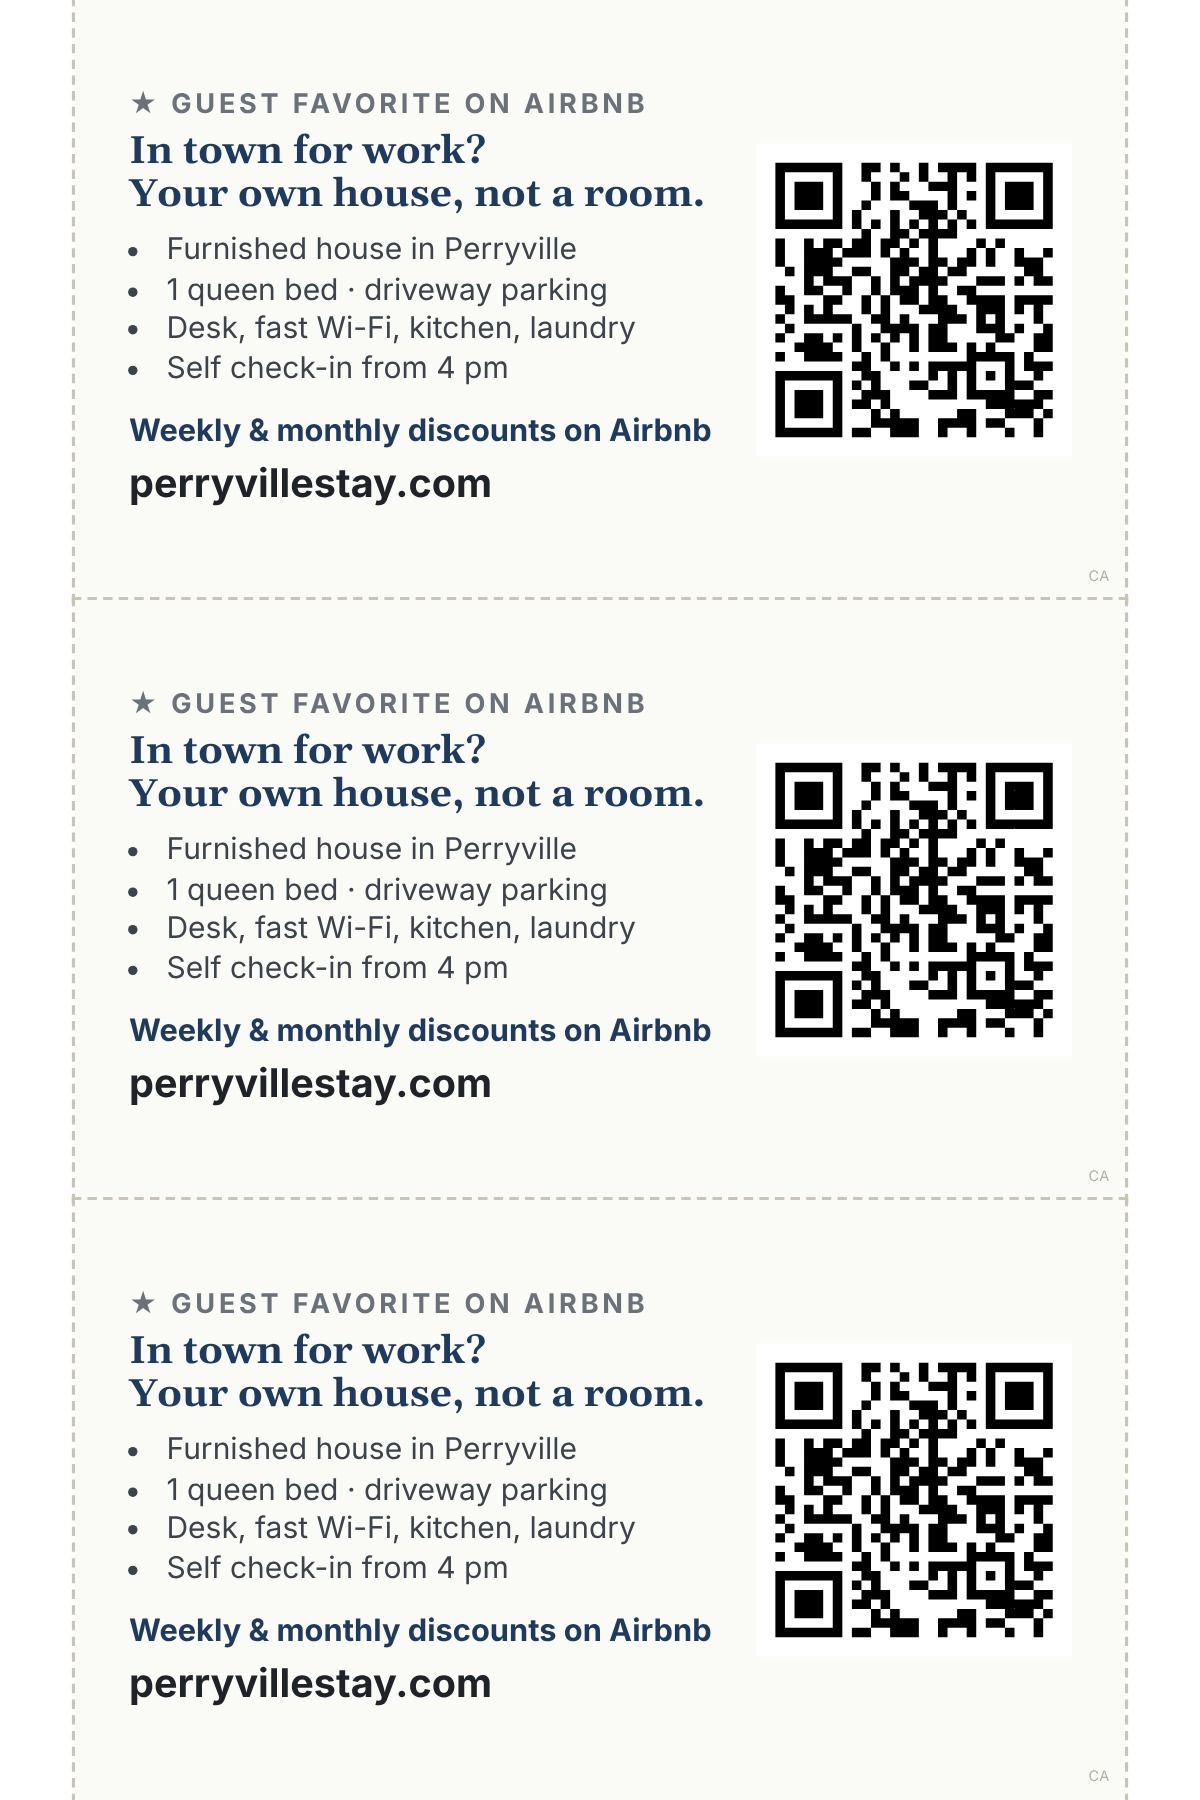 ★ GUEST FAVORITE ON AIRBNB
In town for work?
Your own house, not a room.
• Furnished house in Perryville
• 1 queen bed · driveway parking
• Desk, fast Wi-Fi, kitchen, laundry
• Self check-in from 4 pm
Weekly & monthly discounts on Airbnb
perryvillestay.com
CA
★ GUEST FAVORITE ON AIRBNB
In town for work?
Your own house, not a room.
• Furnished house in Perryville
• 1 queen bed · driveway parking
• Desk, fast Wi-Fi, kitchen, laundry
• Self check-in from 4 pm
Weekly & monthly discounts on Airbnb
perryvillestay.com
CA
★ GUEST FAVORITE ON AIRBNB
In town for work?
Your own house, not a room.
• Furnished house in Perryville
• 1 queen bed · driveway parking
• Desk, fast Wi-Fi, kitchen, laundry
• Self check-in from 4 pm
Weekly & monthly discounts on Airbnb
perryvillestay.com
CA